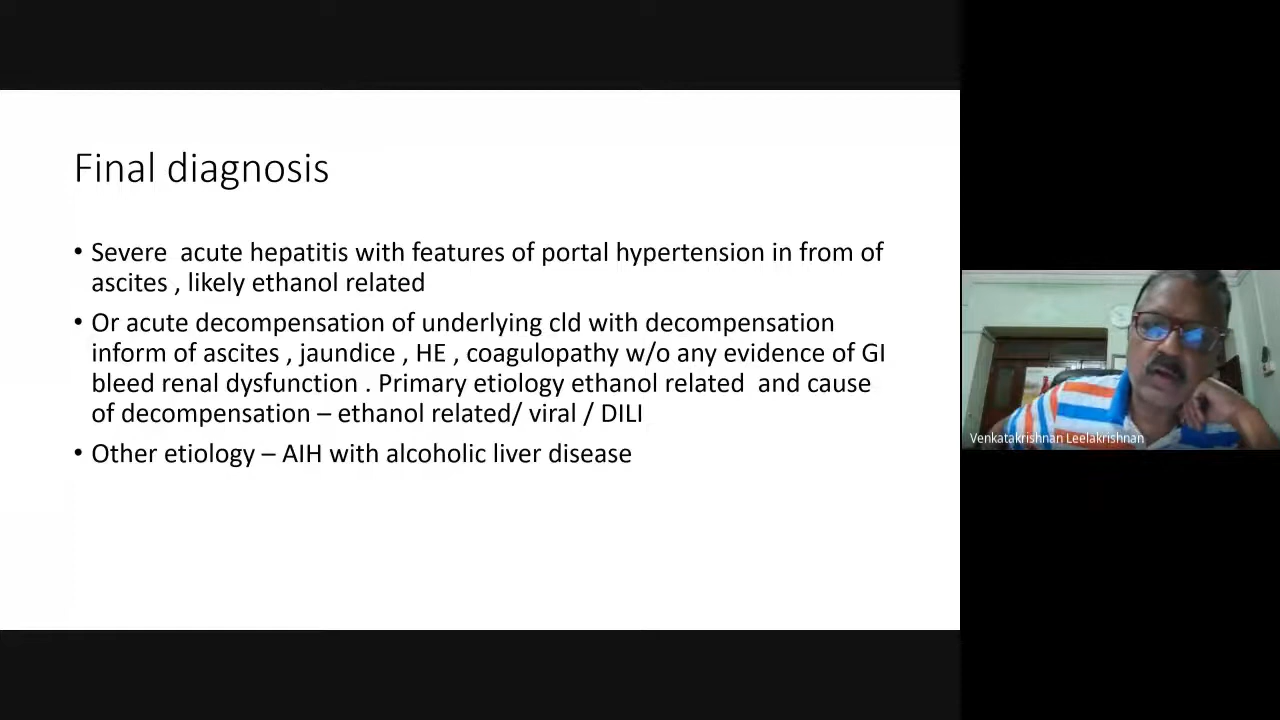 Final diagnosis
• Severe  acute hepatitis with features of portal hypertension in from of
ascites , likely ethanol related
• Or acute decompensation of underlying cld with decompensation
inform of ascites , jaundice , HE , coagulopathy w/o any evidence of GI
bleed renal dysfunction . Primary etiology ethanol related  and cause
of decompensation – ethanol related/ viral / DILI
• Other etiology – AIH with alcoholic liver disease
Venkatakrishnan Leelakrishnan